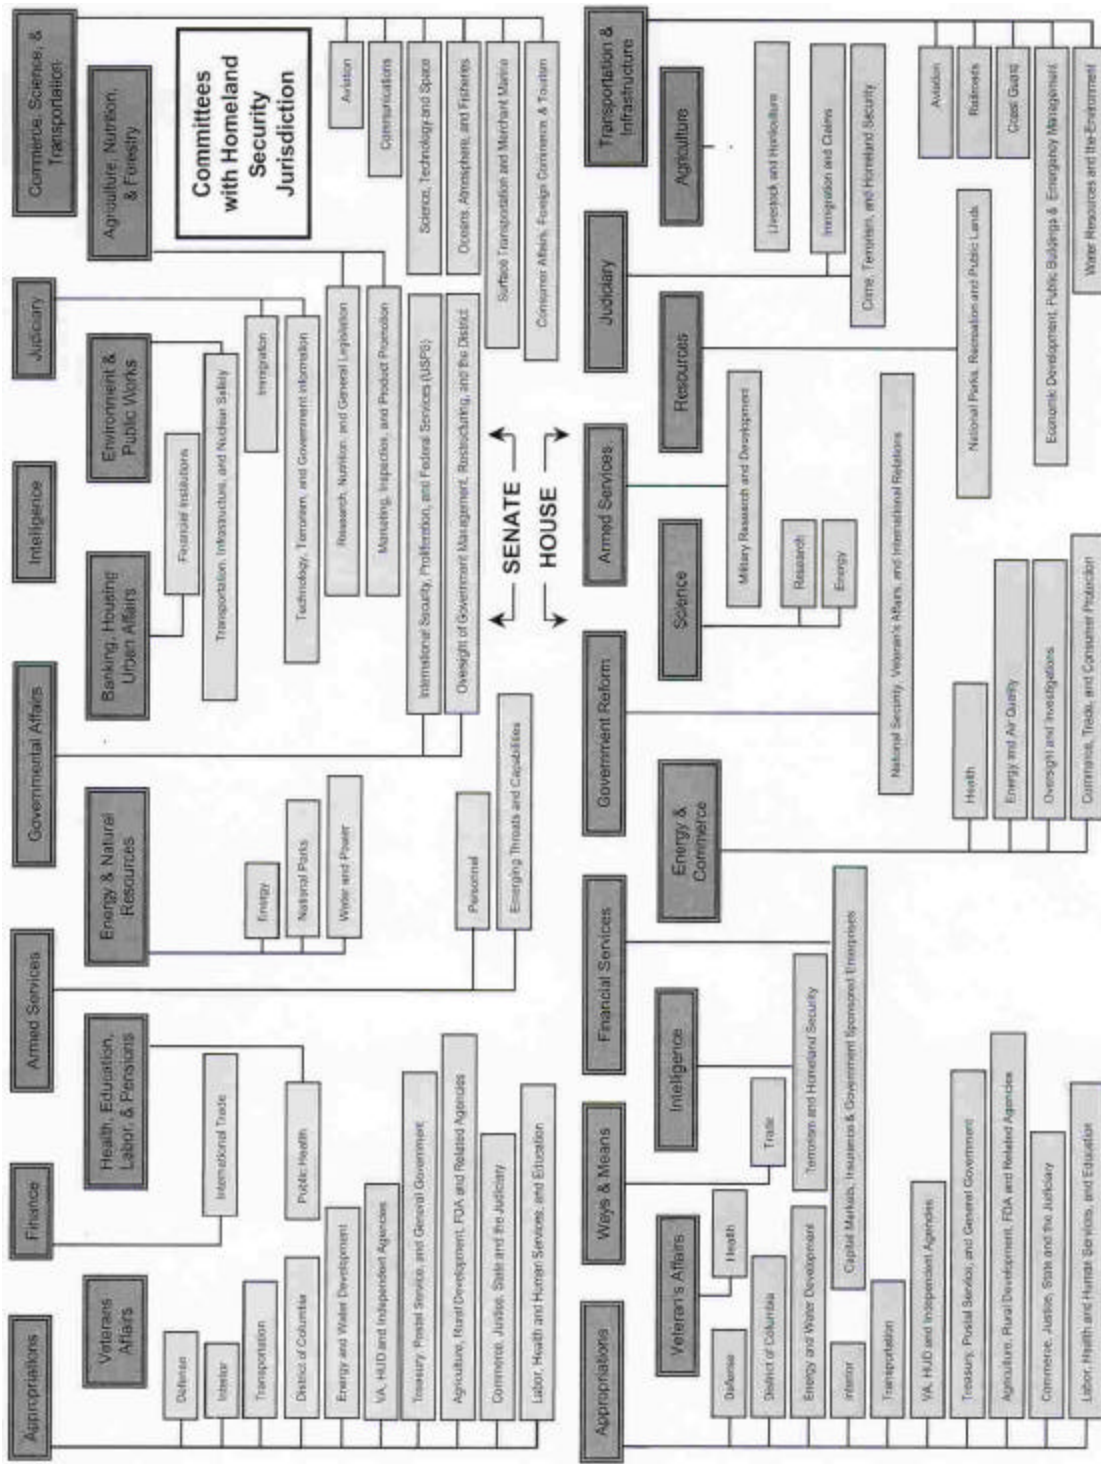 Committees
with Homeland
Security
Jurisdiction
Appropriations
Defense
Interior
Transportation
District of Columbia
Energy and Water Development
VA, HUD and Independent Agencies
Treasury, Postal Service, and General Government
Agriculture, Rural Development, FDA and Related Agencies
Commerce, Justice, State and the Judiciary
Labor, Health and Human Services, and Education
Veterans
Affairs
Finance
International Trade
Health, Education,
Labor, & Pensions
Public Health
Armed Services
Personnel
Emerging Threats and Capabilities
Energy & Natural
Resources
Energy
National Parks
Water and Power
Governmental Affairs
International Security, Proliferation, and Federal Services (USPS)
Oversight of Government Management, Restructuring, and the District
Banking, Housing
Urban Affairs
Financial Institutions
Intelligence
Environment &
Public Works
Transportation, Infrastructure, and Nuclear Safety
Judiciary
Immigration
Technology, Terrorism, and Government Information
Agriculture, Nutrition,
& Forestry
Research, Nutrition, and General Legislation
Marketing, Inspection, and Product Promotion
Commerce, Science, &
Transportation
Aviation
Communications
Science, Technology and Space
Oceans, Atmosphere, and Fisheries
Surface Transportation and Merchant Marine
Consumer Affairs, Foreign Commerce, & Tourism
SENATE
HOUSE
Appropriations
Defense
District of Columbia
Energy and Water Development
Interior
Transportation
VA, HUD and Independent Agencies
Treasury, Postal Service, and General Government
Agriculture, Rural Development, FDA and Related Agencies
Commerce, Justice, State and the Judiciary
Labor, Health and Human Services, and Education
Veteran's Affairs
Health
Ways & Means
Trade
Intelligence
Terrorism and Homeland Security
Financial Services
Capital Markets, Insurance & Government Sponsored Enterprises
Energy &
Commerce
Health
Energy and Air Quality
Oversight and Investigations
Commerce, Trade, and Consumer Protection
Government Reform
National Security, Veteran's Affairs, and International Relations
Science
Research
Energy
Armed Services
Military Research and Development
Resources
National Parks, Recreation and Public Lands
Judiciary
Immigration and Claims
Crime, Terrorism, and Homeland Security
Agriculture
Livestock and Horticulture
Transportation &
Infrastructure
Aviation
Railroads
Coast Guard
Economic Development, Public Buildings & Emergency Management
Water Resources and the Environment